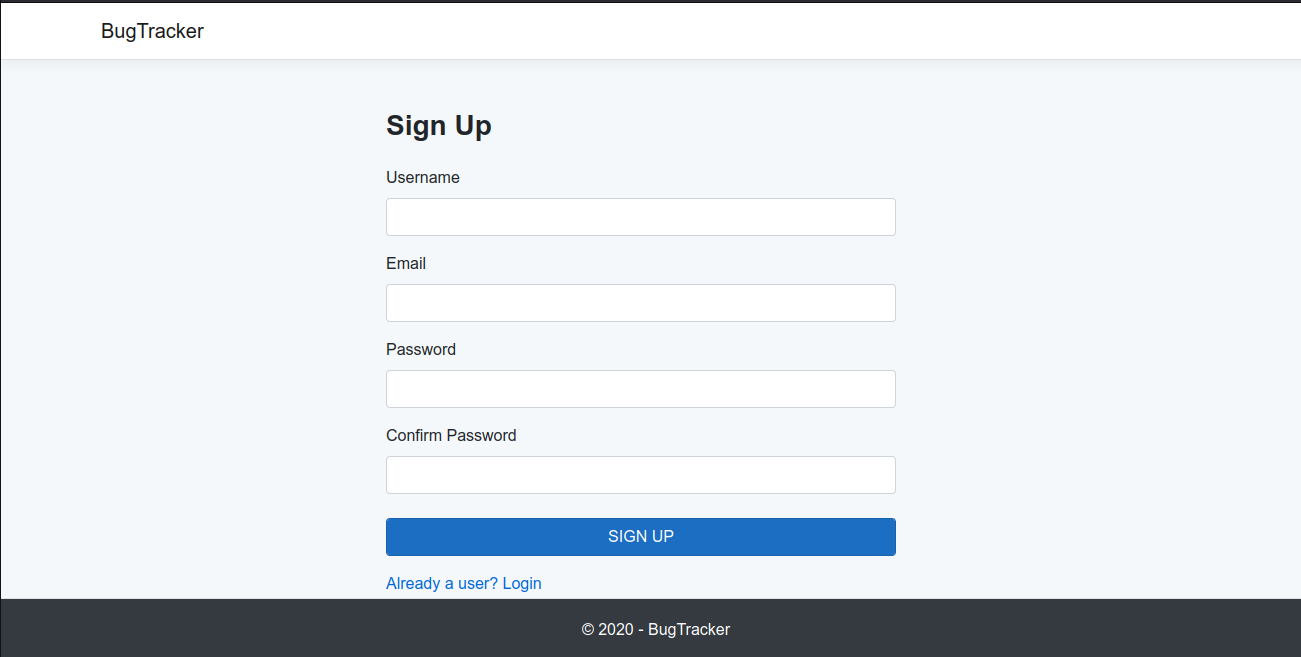 BugTracker
Sign Up
Username
Email
Password
Confirm Password
SIGN UP
Already a user? Login
© 2020 - BugTracker